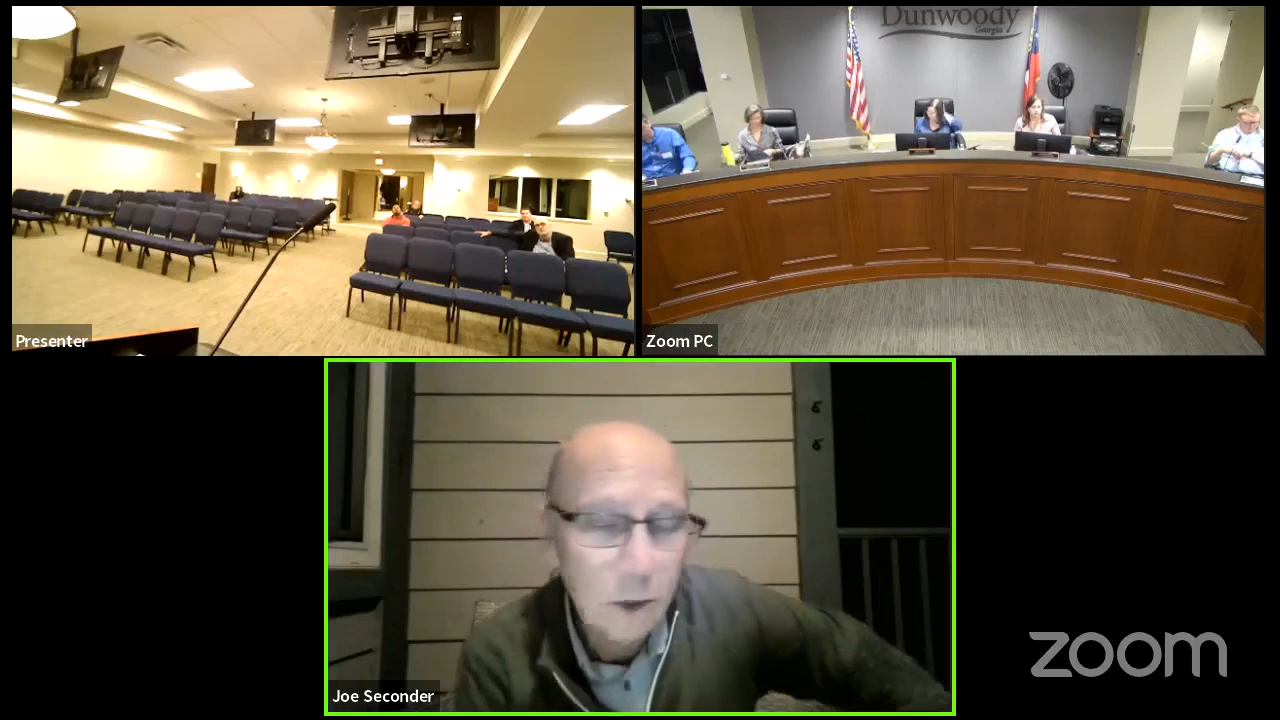 Dunwoody
Georgia
Presenter
Zoom PC
Joe Seconder
zoom